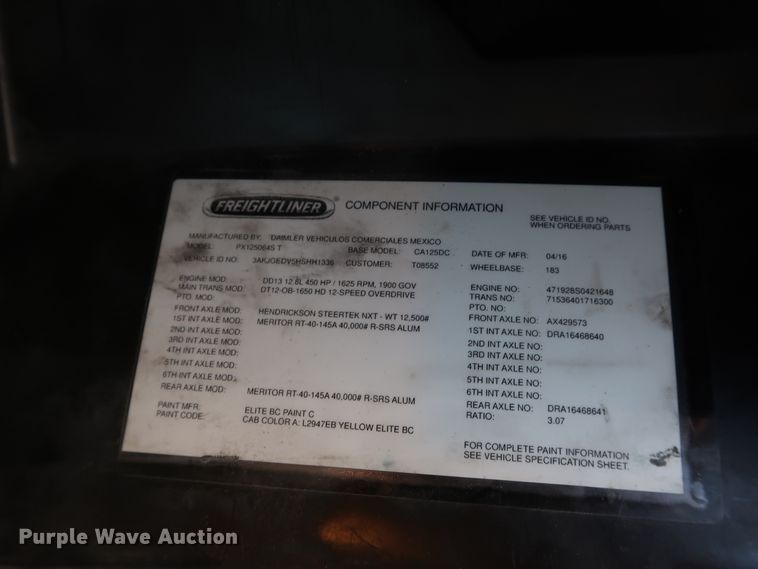 FREIGHTLINER® COMPONENT INFORMATION
SEE VEHICLE ID NO.
WHEN ORDERING PARTS
MANUFACTURED BY: DAIMLER VEHICULOS COMERCIALES MEXICO
MODEL: PX125064S T BASE MODEL: CA125DC DATE OF MFR: 04/16
VEHICLE ID NO: 3AKJGEDV5HSHH1336 CUSTOMER: T08552 WHEELBASE: 183
ENGINE MOD: DD13 12.8L 450 HP / 1625 RPM, 1900 GOV ENGINE NO: 471928S0421648
MAIN TRANS MOD: DT12-OB-1650 HD 12-SPEED OVERDRIVE TRANS NO: 71536401716300
PTO. MOD: PTO. NO:
FRONT AXLE MOD: HENDRICKSON STEERTEK NXT - WT 12,500# FRONT AXLE NO: AX429573
1ST INT AXLE MOD: MERITOR RT-40-145A 40,000# R-SRS ALUM 1ST INT AXLE NO: DRA16468640
2ND INT AXLE MOD: 2ND INT AXLE NO:
3RD INT AXLE MOD: 3RD INT AXLE NO:
4TH INT AXLE MOD: 4TH INT AXLE NO:
5TH INT AXLE MOD: 5TH INT AXLE NO:
6TH INT AXLE MOD: 6TH INT AXLE NO:
REAR AXLE MOD: MERITOR RT-40-145A 40,000# R-SRS ALUM REAR AXLE NO: DRA16468641
RATIO: 3.07
PAINT MFR: ELITE BC PAINT C
PAINT CODE: CAB COLOR A: L2947EB YELLOW ELITE BC
FOR COMPLETE PAINT INFORMATION
SEE VEHICLE SPECIFICATION SHEET.
Purple Wave Auction